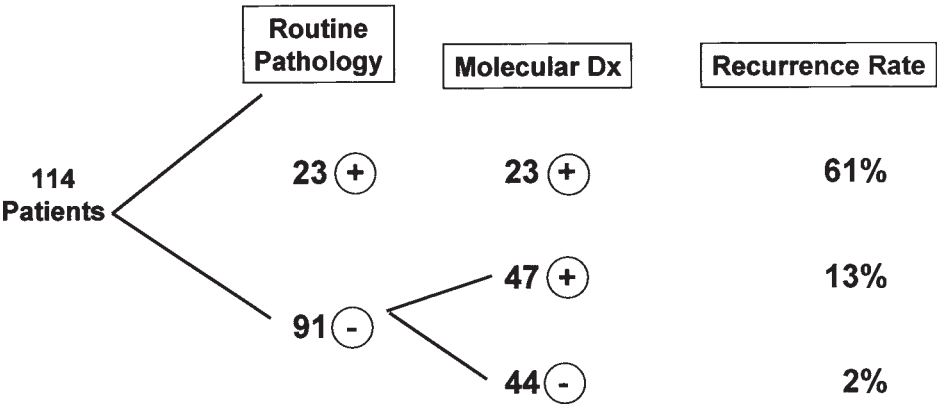 Routine
Pathology
Molecular Dx
Recurrence Rate
114
Patients
23 +
23 +
61%
91 -
47 +
13%
44 -
2%